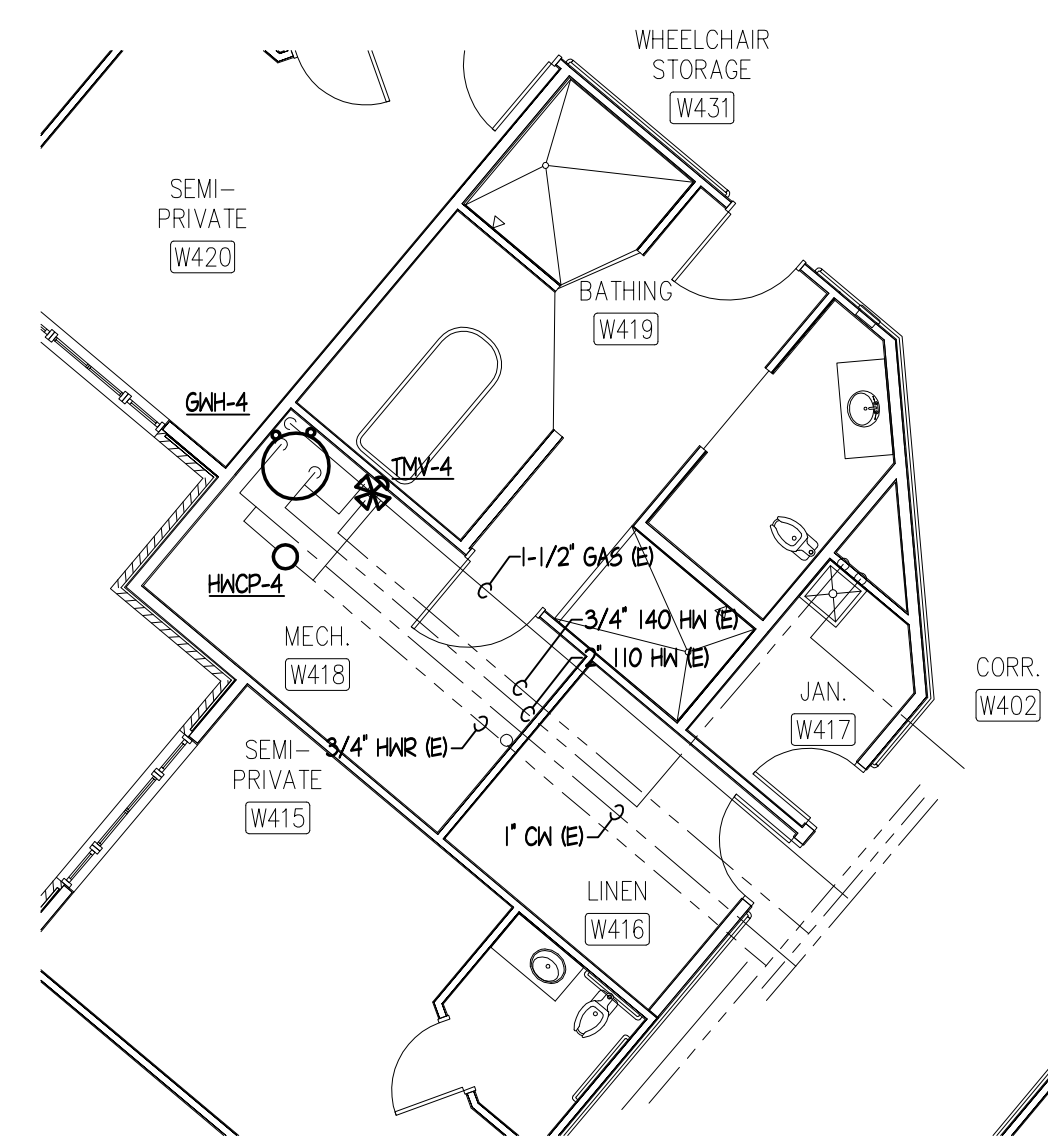 WHEELCHAIR
STORAGE
W431
SEMI-
PRIVATE
W420
BATHING
W419
GWH-4
TMV-4
1-1/2" GAS (E)
HWCP-4
3/4" 140 HW (E)
MECH.
W418
2" 110 HW (E)
CORR.
W402
JAN.
W417
3/4" HWR (E)
SEMI-
PRIVATE
W415
1" CW (E)
LINEN
W416